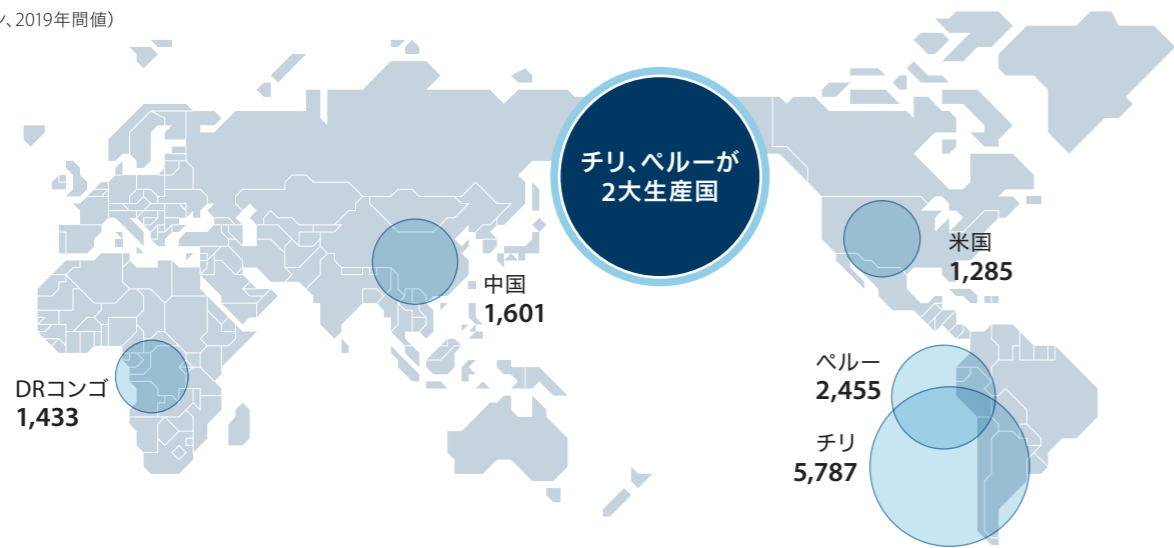 ン、2019年間値）
チリ、ペルーが
2大生産国
中国
1,601
米国
1,285
DRコンゴ
1,433
ペルー
2,455
チリ
5,787